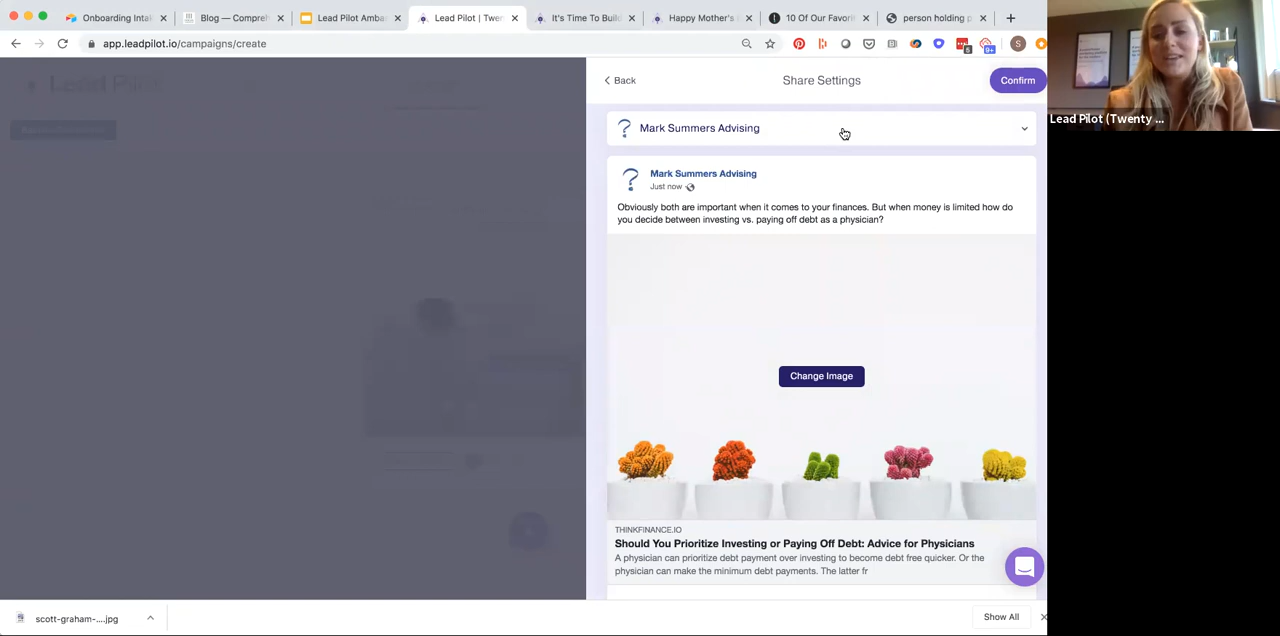 Onboarding Inta
Blog — Compreh
Lead Pilot Amba
Lead Pilot | Twen
It's Time To Build
Happy Mother's
10 Of Our Favori
person holding p
app.leadpilot.io/campaigns/create
5
9+
S
Back
Share Settings
Confirm
Mark Summers Advising
Mark Summers Advising
Just now
Obviously both are important when it comes to your finances. But when money is limited how do
you decide between investing vs. paying off debt as a physician?
Change Image
THINKFINANCE.IO
Should You Prioritize Investing or Paying Off Debt: Advice for Physicians
A physician can prioritize debt payment over investing to become debt free quicker. Or the
physician can make the minimum debt payments. The latter fr
Lead Pilot (Twenty ...
scott-graham-....jpg
Show All